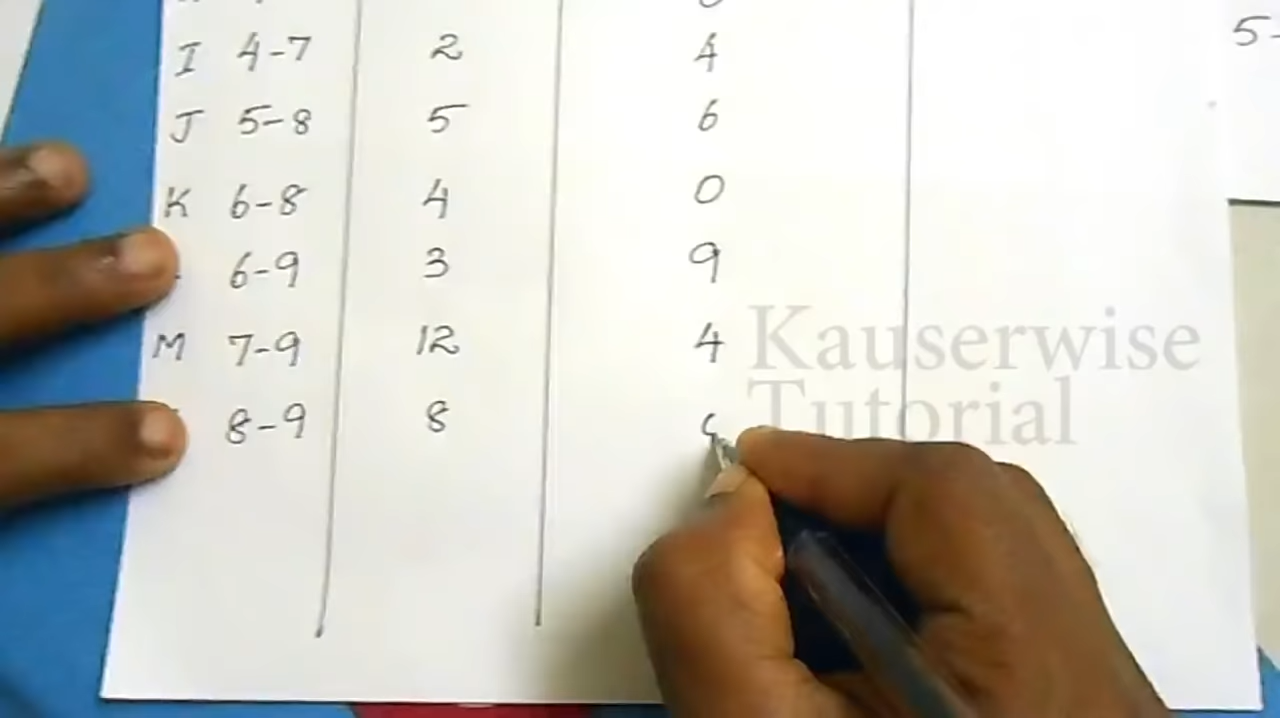 5-
I 4-7 2 4
J 5-8 5 6
K 6-8 4 0
6-9 3 9
M 7-9 12 4
8-9 8
Kauserwise
Tutorial